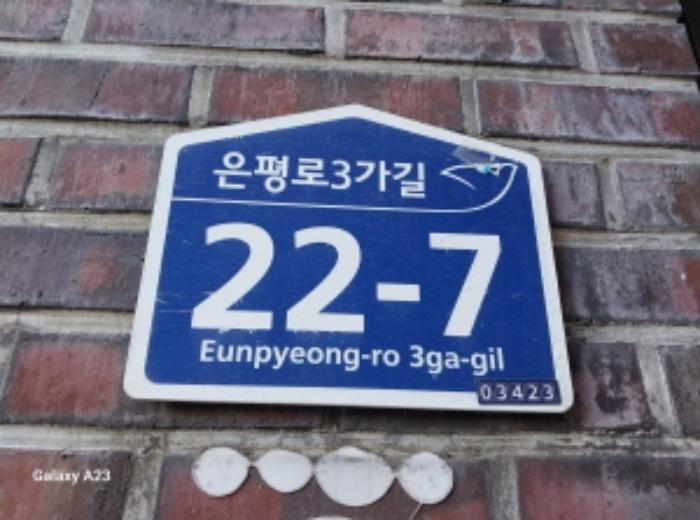 은평로3가길
22-7
Eunpyeong-ro 3ga-gil
03423
Galaxy A23